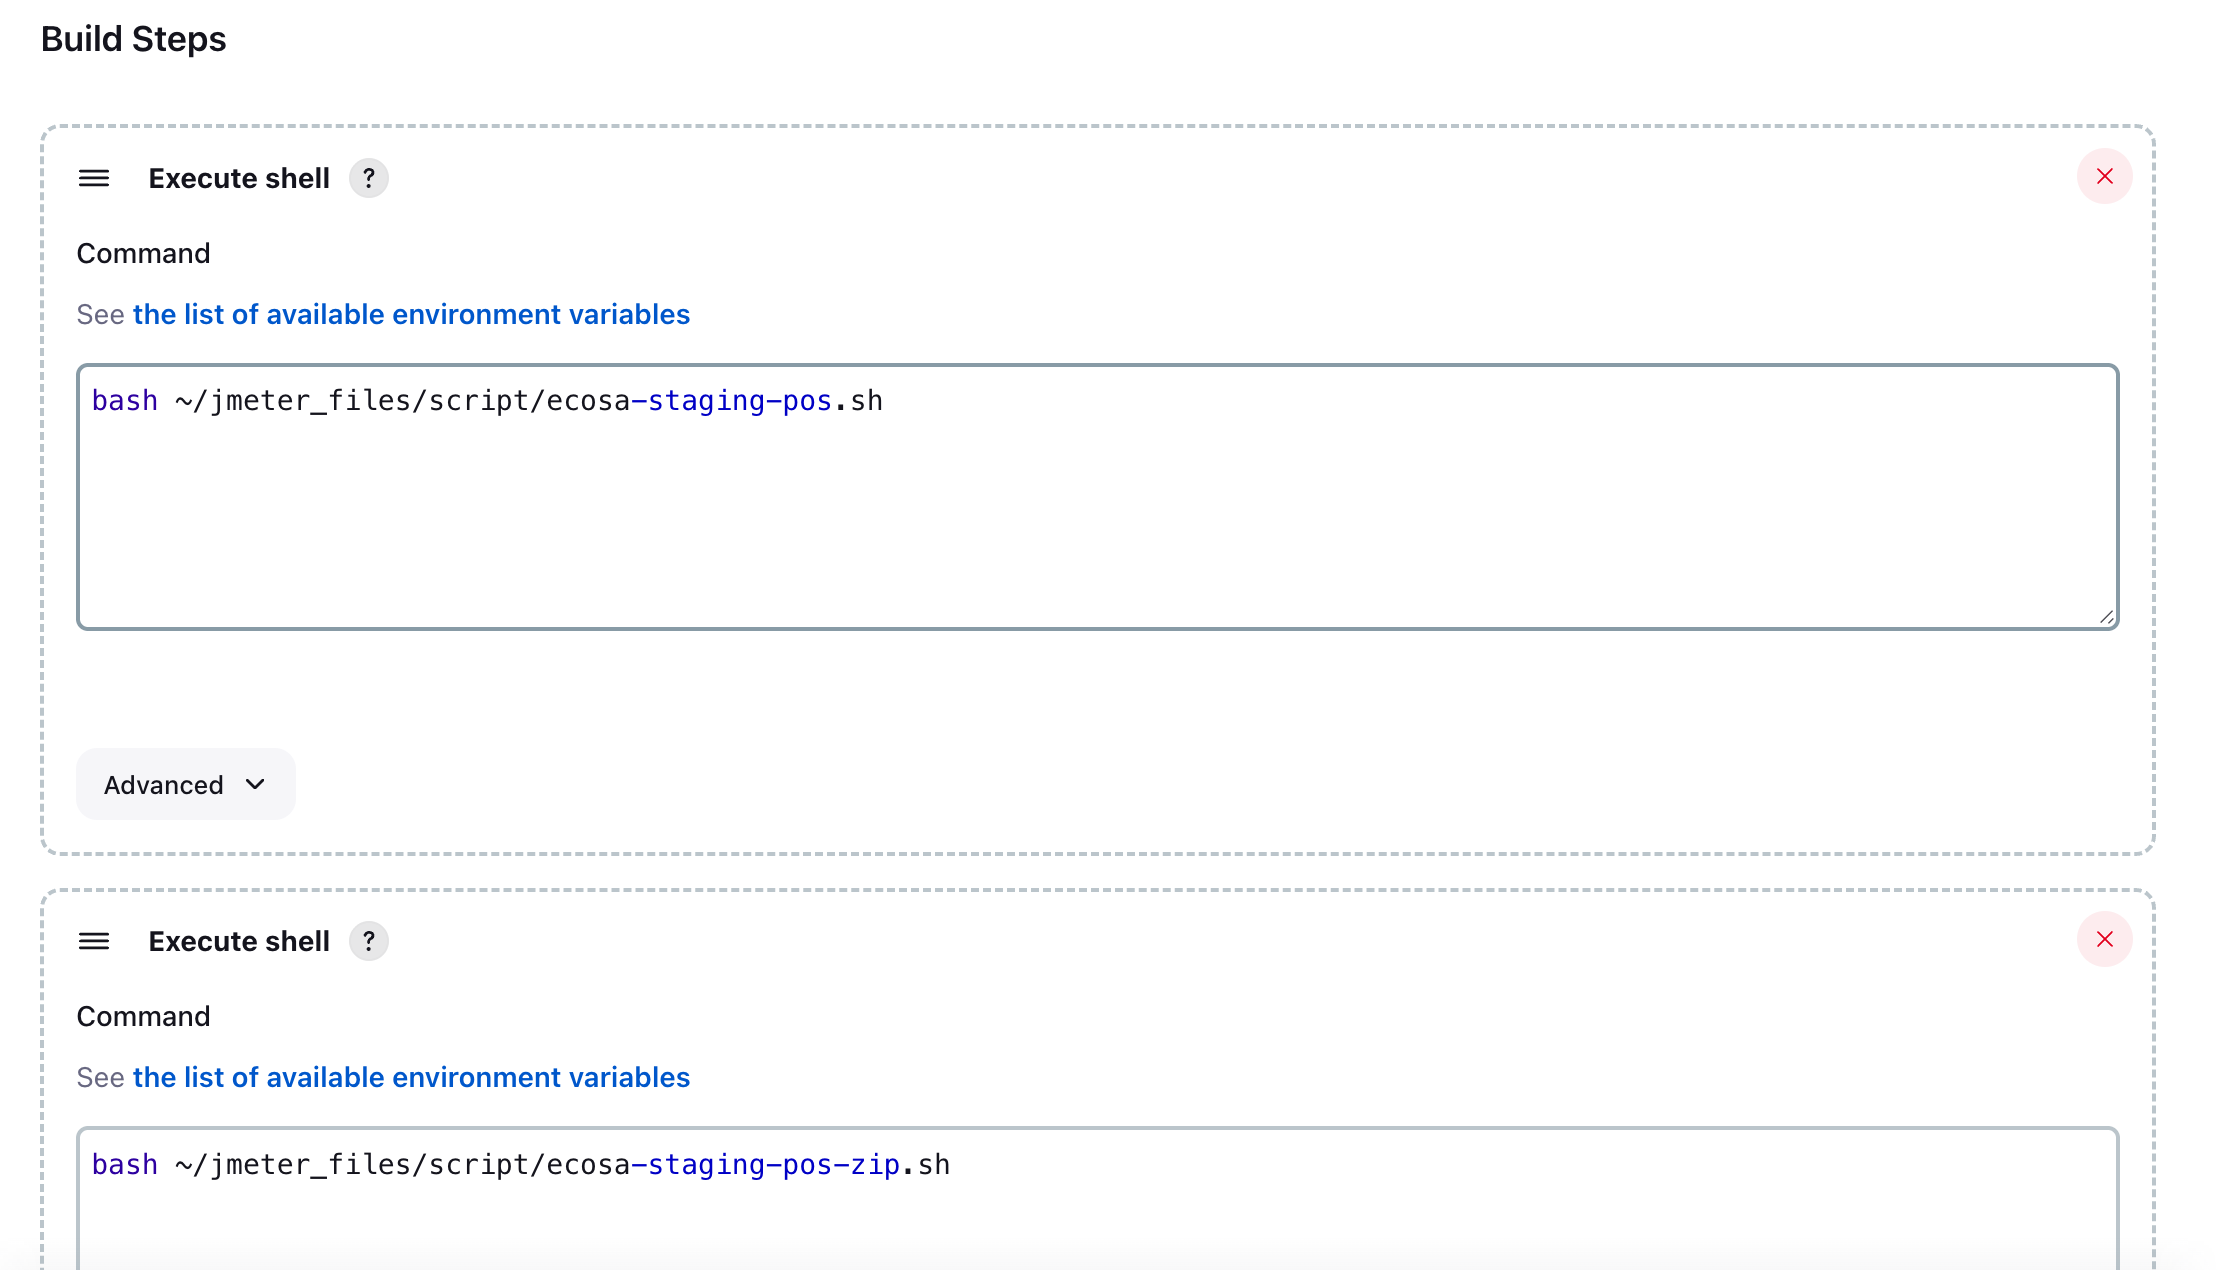 Build Steps
Execute shell ?
Command
See the list of available environment variables
bash ~/jmeter_files/script/ecosa-staging-pos.sh
Advanced
Execute shell ?
Command
See the list of available environment variables
bash ~/jmeter_files/script/ecosa-staging-pos-zip.sh